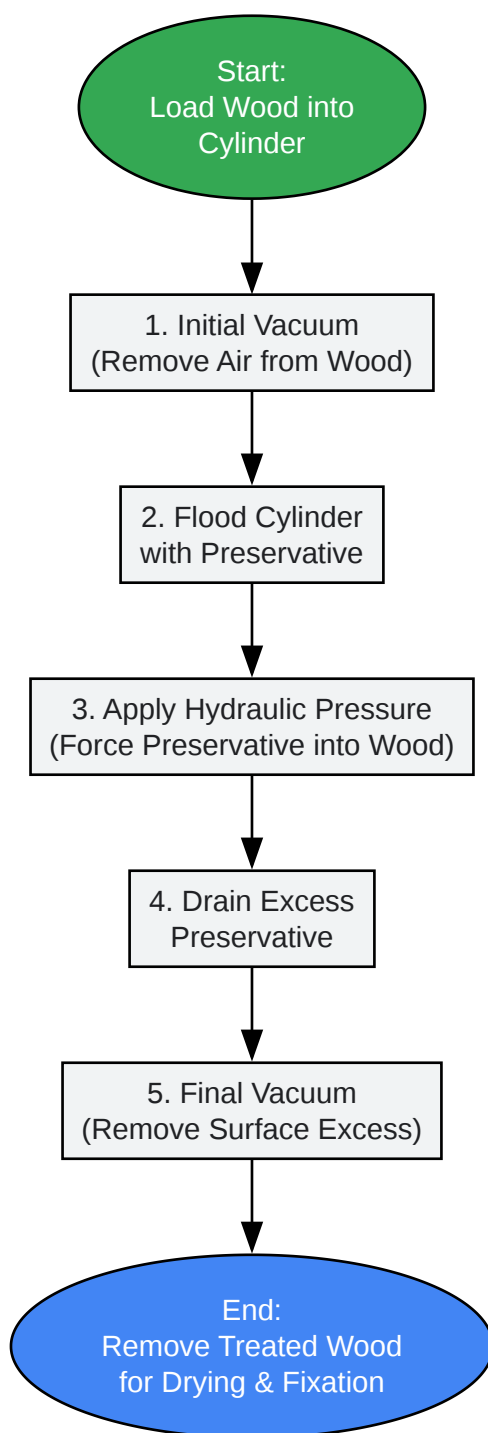 Start:
Load Wood into
Cylinder
1. Initial Vacuum
(Remove Air from Wood)
2. Flood Cylinder
with Preservative
3. Apply Hydraulic Pressure
(Force Preservative into Wood)
4. Drain Excess
Preservative
5. Final Vacuum
(Remove Surface Excess)
End:
Remove Treated Wood
for Drying & Fixation